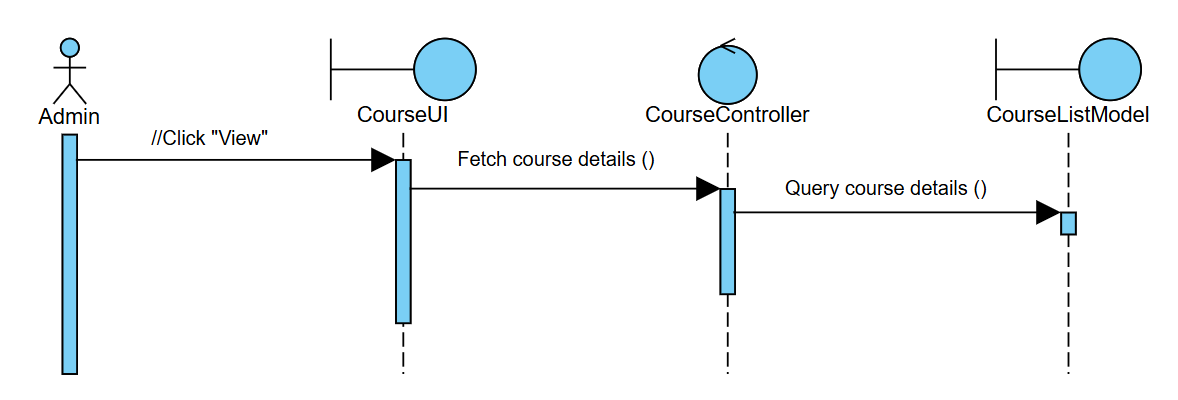 Admin
CourseUI
CourseController
CourseListModel
//Click "View"
Fetch course details ()
Query course details ()